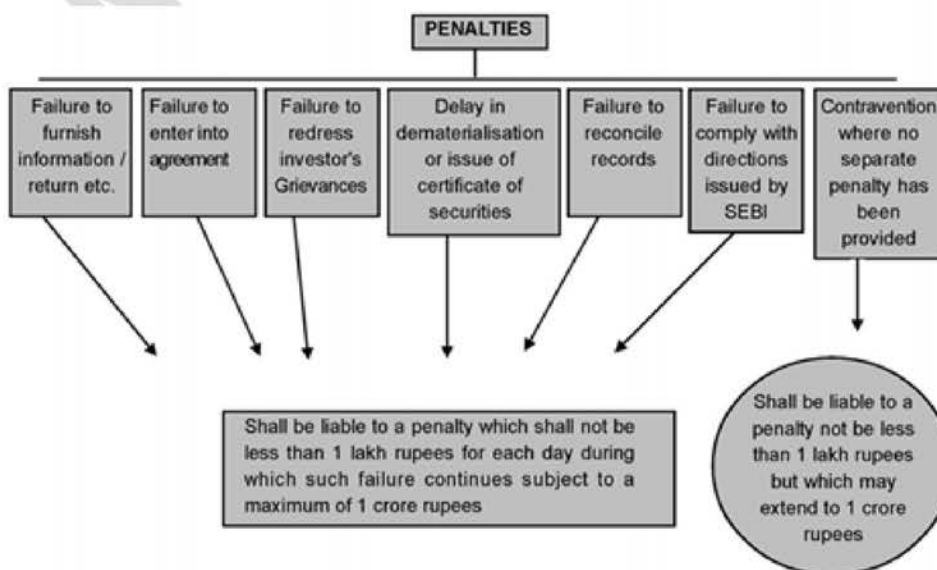 PENALTIES
Failure to
furnish
information /
return etc.
Failure to
enter into
agreement
Failure to
redress
investor's
Grievances
Delay in
dematerialisation
or issue of
certificate of
securities
Failure to
reconcile
records
Failure to
comply with
directions
issued by
SEBI
Contravention
where no
separate
penalty has
been
provided
Shall be liable to a penalty which shall not be
less than 1 lakh rupees for each day during
which such failure continues subject to a
maximum of 1 crore rupees
Shall be liable to a
penalty not be less
than 1 lakh rupees
but which may
extend to 1 crore
rupees